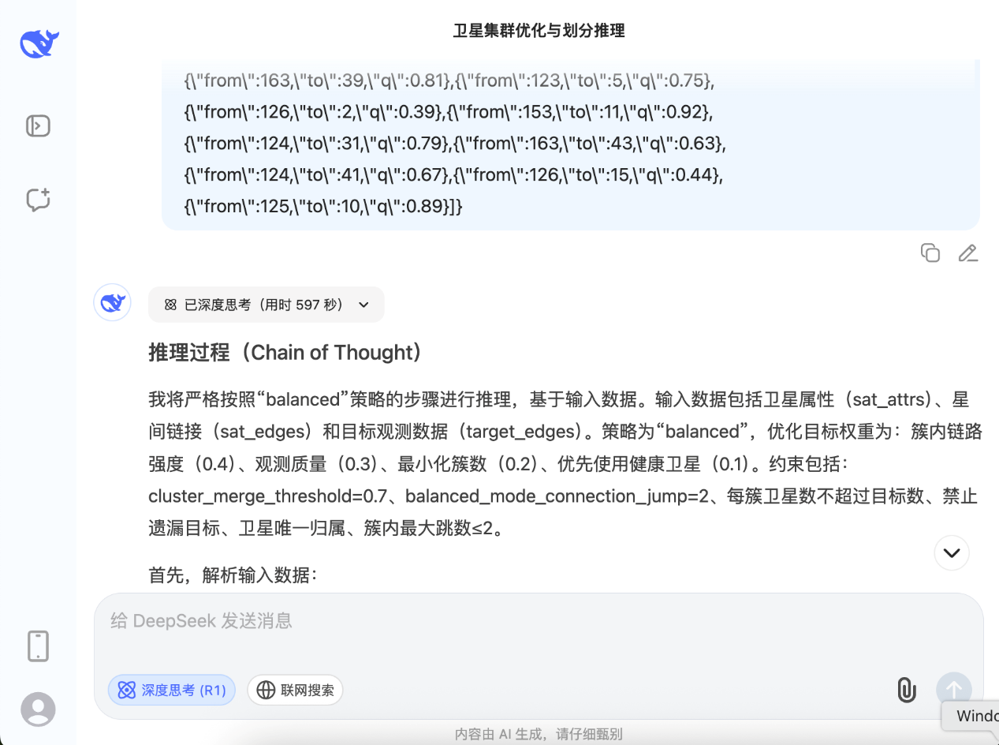 卫星集群优化与划分推理
{\"from\":163,\"to\":39,\"q\":0.81},{\"from\":123,\"to\":5,\"q\":0.75},
{\"from\":126,\"to\":2,\"q\":0.39},{\"from\":153,\"to\":11,\"q\":0.92},
{\"from\":124,\"to\":31,\"q\":0.79},{\"from\":163,\"to\":43,\"q\":0.63},
{\"from\":124,\"to\":41,\"q\":0.67},{\"from\":126,\"to\":15,\"q\":0.44},
{\"from\":125,\"to\":10,\"q\":0.89}]}
已深度思考（用时 597 秒）
推理过程（Chain of Thought）
我将严格按照“balanced”策略的步骤进行推理，基于输入数据。输入数据包括卫星属性（sat_attrs）、星
间链接（sat_edges）和目标观测数据（target_edges）。策略为“balanced”，优化目标权重为：簇内链路
强度（0.4）、观测质量（0.3）、最小化簇数（0.2）、优先使用健康卫星（0.1）。约束包括：
cluster_merge_threshold=0.7、balanced_mode_connection_jump=2、每簇卫星数不超过目标数、禁止
遗漏目标、卫星唯一归属、簇内最大跳数≤2。
首先，解析输入数据：
给 DeepSeek 发送消息
深度思考 (R1)
联网搜索
Windo
内容由 AI 生成，请仔细甄别